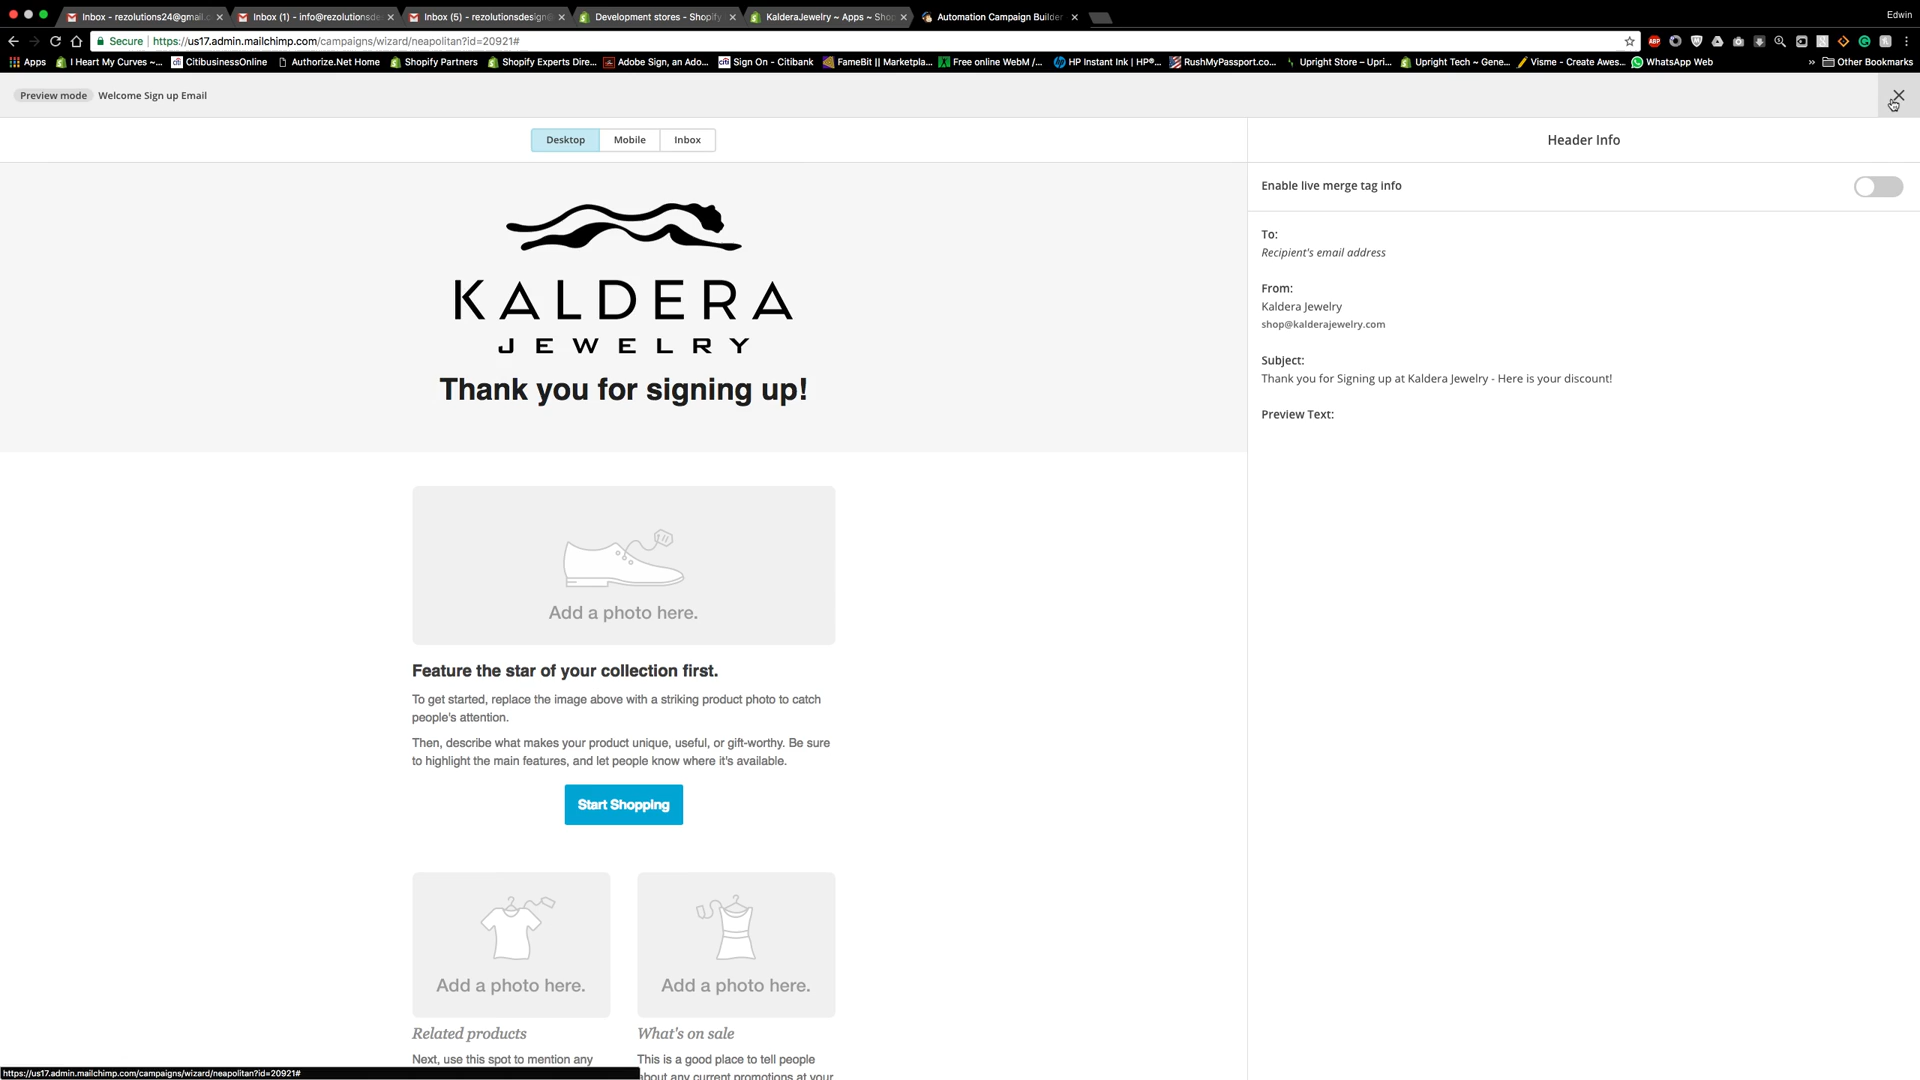 Edwin
Inbox - rezolutions24@gmail.c
Inbox (1) - info@rezolutionsde
Inbox (5) - rezolutionsdesign@
Development stores - Shopify
KalderaJewelry ~ Apps ~ Shop
Automation Campaign Builder
Secure
https://us17.admin.mailchimp.com/campaigns/wizard/neapolitan?id=20921#
ABP
Apps
I Heart My Curves ~...
CitibusinessOnline
Authorize.Net Home
Shopify Partners
Shopify Experts Dire...
Adobe Sign, an Ado...
Sign On - Citibank
FameBit || Marketpla...
Free online WebM /...
HP Instant Ink | HP®...
RushMyPassport.co...
Upright Store – Upri...
Upright Tech ~ Gene...
Visme - Create Awes...
WhatsApp Web
»
Other Bookmarks
Preview mode
Welcome Sign up Email
Desktop
Mobile
Inbox
Header Info
Enable live merge tag info
To:
Recipient's email address
From:
Kaldera Jewelry
shop@kalderajewelry.com
Subject:
Thank you for Signing up at Kaldera Jewelry - Here is your discount!
Preview Text:
KALDERA
JEWELRY
Thank you for signing up!
Add a photo here.
Feature the star of your collection first.
To get started, replace the image above with a striking product photo to catch
people's attention.
Then, describe what makes your product unique, useful, or gift-worthy. Be sure
to highlight the main features, and let people know where it's available.
Start Shopping
Add a photo here.
Related products
Next, use this spot to mention any
Add a photo here.
What's on sale
This is a good place to tell people
about any current promotions at your
https://us17.admin.mailchimp.com/campaigns/wizard/neapolitan?id=20921#